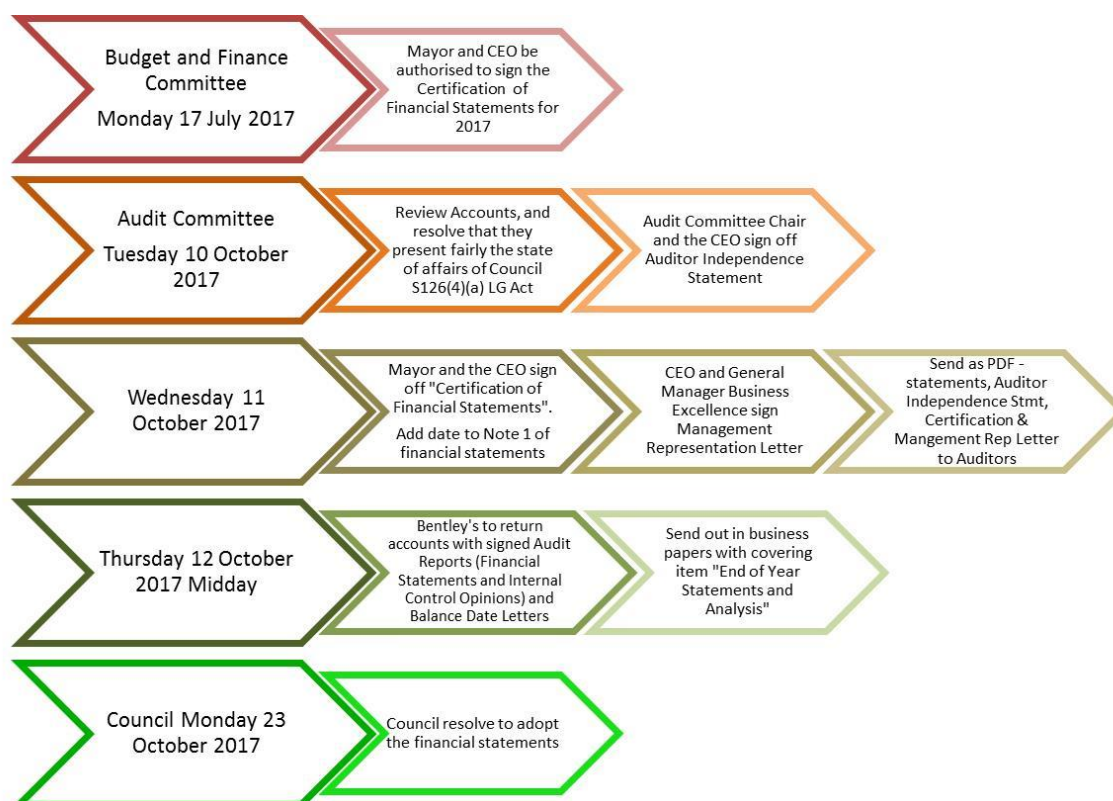 Budget and Finance
Committee
Monday 17 July 2017
Mayor and CEO be
authorised to sign the
Certification of
Financial Statements for
2017
Audit Committee
Tuesday 10 October
2017
Review Accounts, and
resolve that they
present fairly the state
of affairs of Council
S126(4)(a) LG Act
Audit Committee Chair
and the CEO sign off
Auditor Independence
Statement
Wednesday 11
October 2017
Mayor and the CEO sign
off "Certification of
Financial Statements".
Add date to Note 1 of
financial statements
CEO and General
Manager Business
Excellence sign
Management
Representation Letter
Send as PDF -
statements, Auditor
Independence Stmt,
Certification &
Mangement Rep Letter
to Auditors
Thursday 12 October
2017 Midday
Bentley's to return
accounts with signed Audit
Reports (Financial
Statements and Internal
Control Opinions) and
Balance Date Letters
Send out in business
papers with covering
item "End of Year
Statements and
Analysis"
Council Monday 23
October 2017
Council resolve to adopt
the financial statements